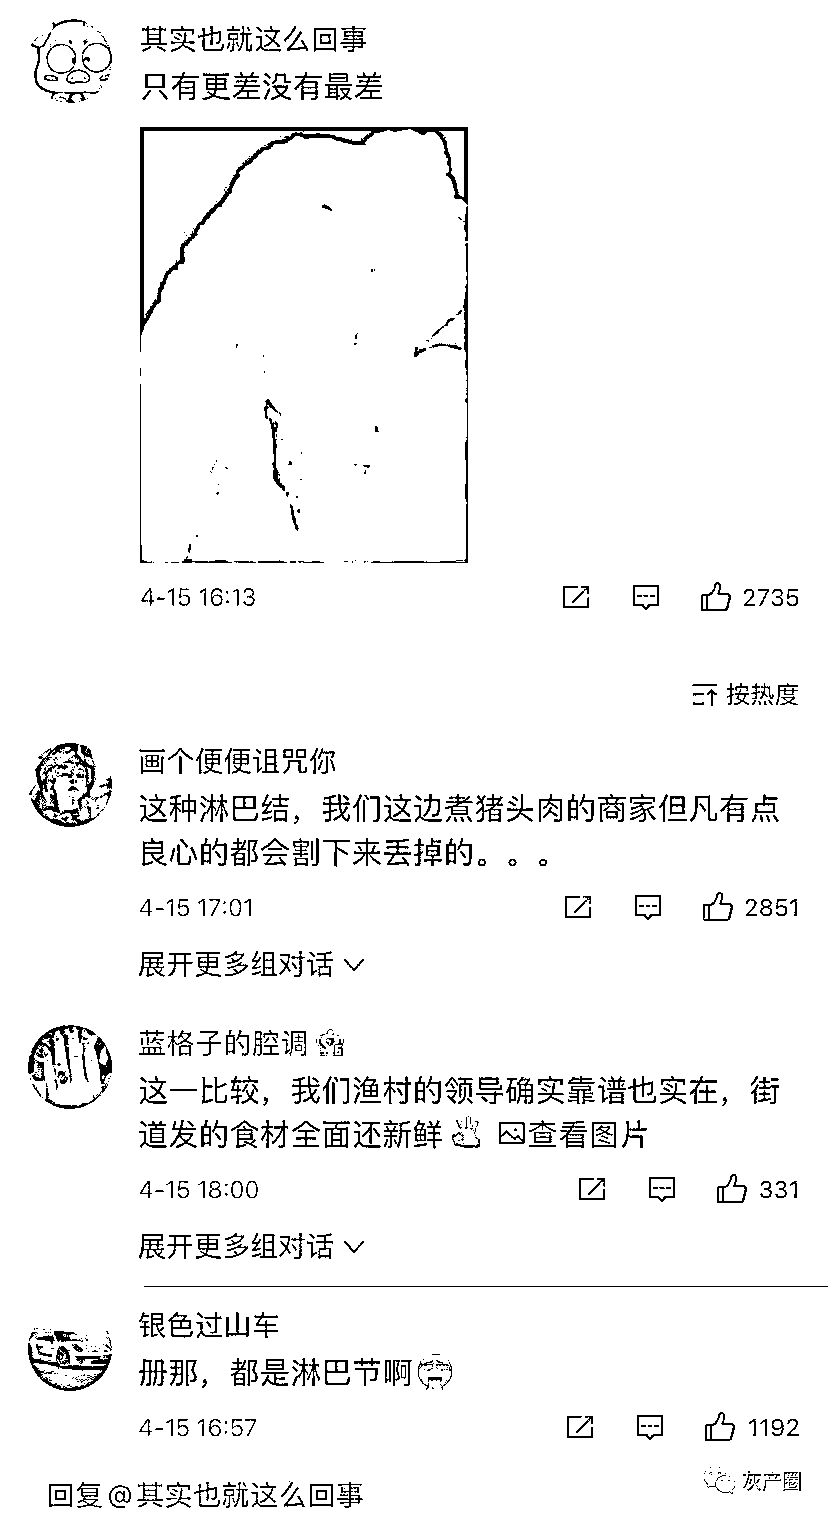 其实也就这么回事
只有更差没有最差
4-15 16:13
2735
按热度
画个便便诅咒你
这种淋巴结，我们这边煮猪头肉的商家但凡有点
良心的都会割下来丢掉的。。。
4-15 17:01
2851
展开更多组对话
蓝格子的腔调
这一比较，我们渔村的领导确实靠谱也实在，街
道发的食材全面还新鲜 查看图片
4-15 18:00
331
展开更多组对话
银色过山车
册那，都是淋巴节啊
4-15 16:57
1192
灰产圈
回复@其实也就这么回事